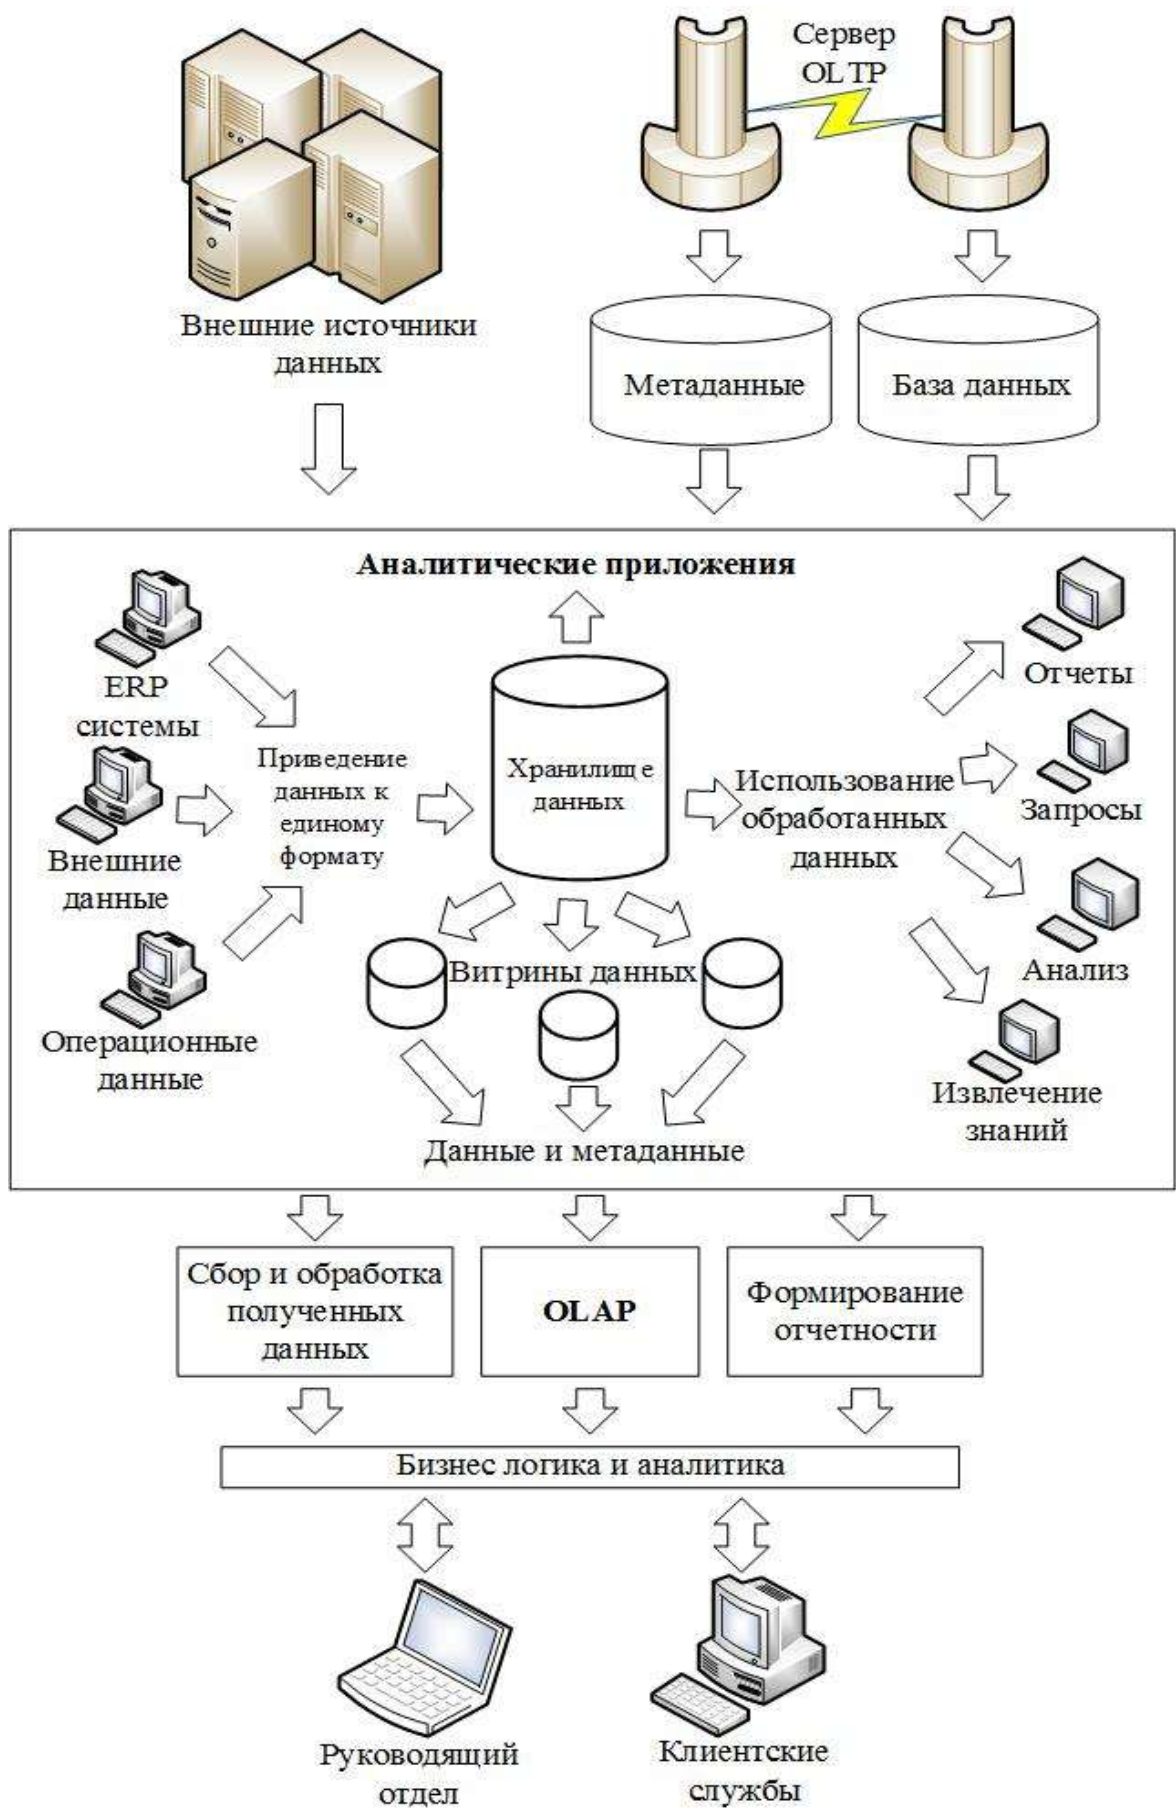 Сервер
OLTP
Внешние источники
данных
Метаданные
База данных
Аналитические приложения
ERP
системы
Внешние
данные
Операционные
данные
Приведение
данных к
единому
формату
Хранилище
данных
Использование
обработанных
данных
Отчеты
Запросы
Анализ
Извлечение
знаний
Витрины данных
Данные и метаданные
Сбор и обработка
полученных
данных
OLAP
Формирование
отчетности
Бизнес логика и аналитика
Руководящий
отдел
Клиентские
службы